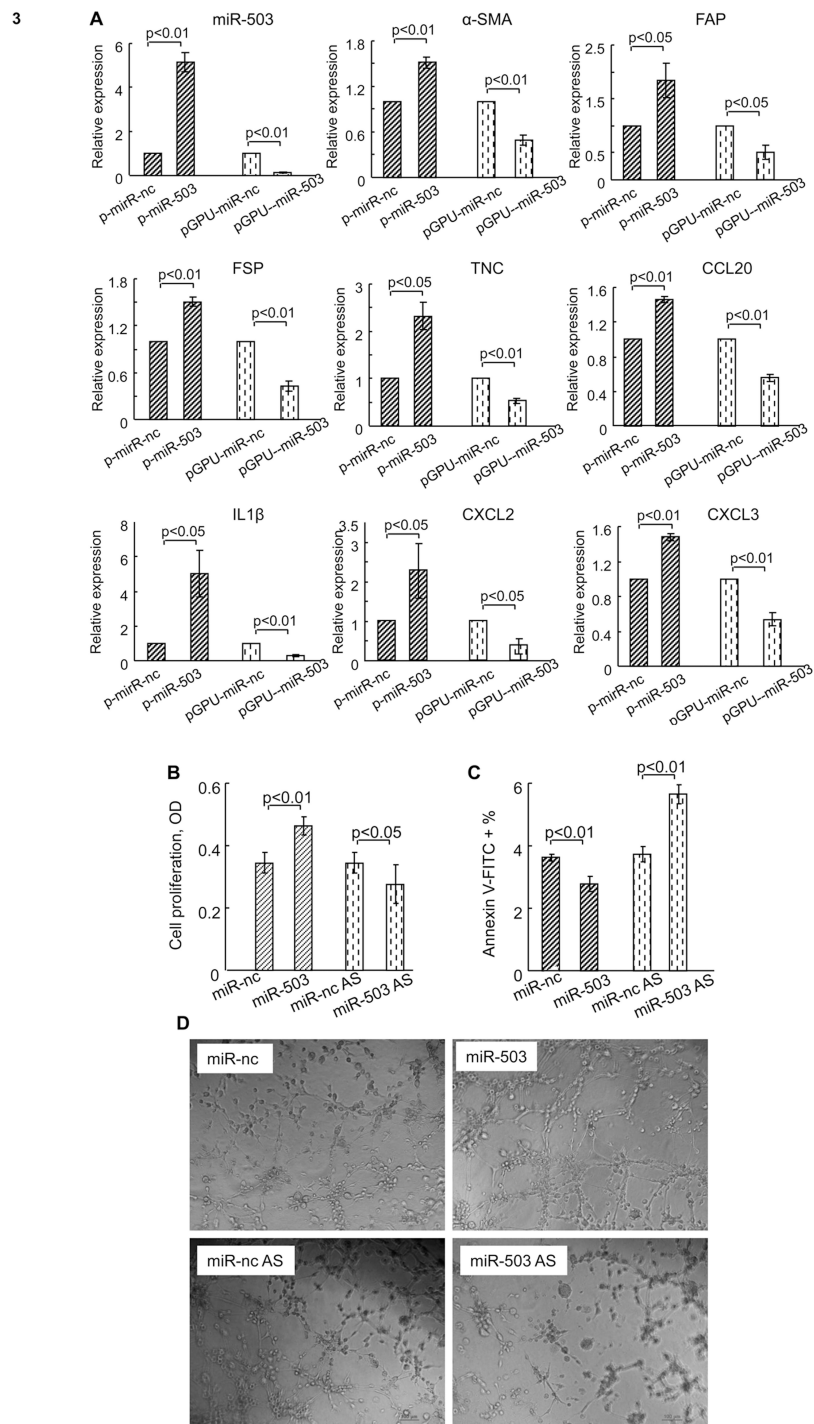 3
A
miR-503
p<0.01
p<0.01
Relative expression
6
4
2
0
p-mirR-nc
p-miR-503
pGPU-miR-nc
pGPU--miR-503
α-SMA
p<0.01
p<0.01
Relative expression
1.8
1.2
0.6
0
p-mirR-nc
p-miR-503
pGPU-miR-nc
pGPU--miR-503
FAP
p<0.05
p<0.05
Relative expression
2.5
1.5
0.5
0
p-mirR-nc
p-miR-503
pGPU-miR-nc
pGPU--miR-503
FSP
p<0.01
p<0.01
Relative expression
1.8
1.2
0.6
0
p-mirR-nc
p-miR-503
pGPU-miR-nc
pGPU--miR-503
TNC
p<0.05
p<0.01
Relative expression
3
2
1
0
p-mirR-nc
p-miR-503
pGPU-miR-nc
pGPU--miR-503
CCL20
p<0.01
p<0.01
Relative expression
1.6
1.2
0.8
0.4
0
p-mirR-nc
p-miR-503
pGPU-miR-nc
pGPU--miR-503
IL1β
p<0.05
p<0.01
Relative expression
8
6
4
2
0
p-mirR-nc
p-miR-503
pGPU-miR-nc
pGPU--miR-503
CXCL2
p<0.05
p<0.05
Relative expression
3.5
2
1
0
p-mirR-nc
p-miR-503
pGPU-miR-nc
pGPU--miR-503
CXCL3
p<0.01
p<0.01
Relative expression
1.6
1.2
0.8
0.4
0
p-mirR-nc
p-miR-503
oGPU-miR-nc
pGPU--miR-503
B
p<0.01
p<0.05
Cell proliferation, OD
0.6
0.4
0.2
0
miR-nc
miR-503
miR-nc AS
miR-503 AS
C
p<0.01
p<0.01
Annexin V-FITC + %
6
4
2
0
miR-nc
miR-503
miR-nc AS
miR-503 AS
D
miR-nc
miR-503
miR-nc AS
miR-503 AS